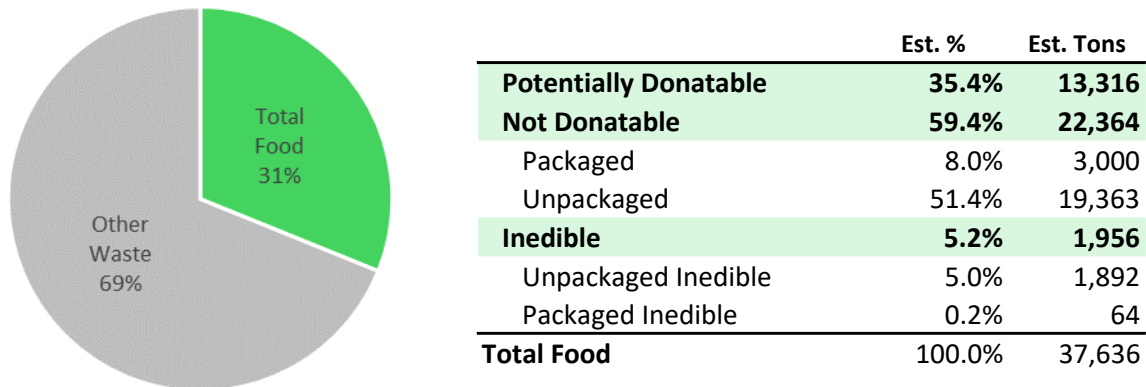 Total
Food
31%
Other
Waste
69%
Est. % Est. Tons
Potentially Donatable 35.4% 13,316
Not Donatable 59.4% 22,364
Packaged 8.0% 3,000
Unpackaged 51.4% 19,363
Inedible 5.2% 1,956
Unpackaged Inedible 5.0% 1,892
Packaged Inedible 0.2% 64
Total Food 100.0% 37,636